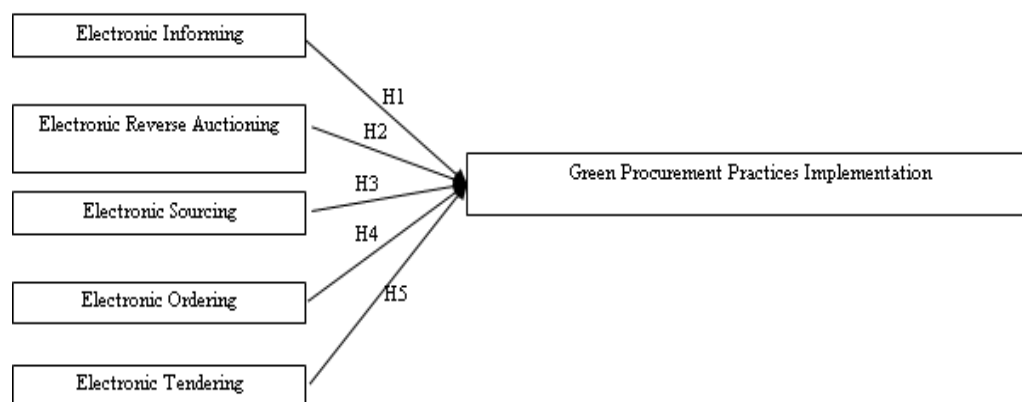 Electronic Informing
H1
Electronic Reverse Auctioning
H2
Green Procurement Practices Implementation
H3
Electronic Sourcing
H4
Electronic Ordering
H5
Electronic Tendering